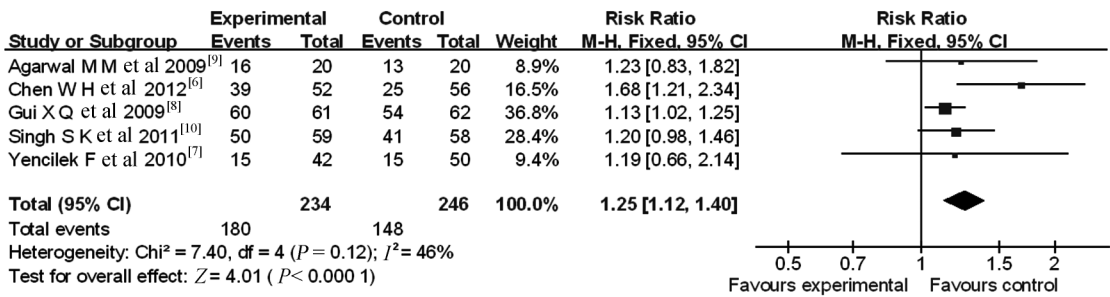 Experimental Control Risk Ratio Risk Ratio
Study or Subgroup Events Total Events Total Weight M-H, Fixed, 95% CI M-H, Fixed, 95% CI
Agarwal M M et al 2009[9] 16 20 13 20 8.9% 1.23 [0.83, 1.82]
Chen W H et al 2012[6] 39 52 25 56 16.5% 1.68 [1.21, 2.34]
Gui X Q et al 2009[8] 60 61 54 62 36.8% 1.13 [1.02, 1.25]
Singh S K et al 2011[10] 50 59 41 58 28.4% 1.20 [0.98, 1.46]
Yencilek F et al 2010[7] 15 42 15 50 9.4% 1.19 [0.66, 2.14]
Total (95% CI) 234 246 100.0% 1.25 [1.12, 1.40]
Total events 180 148
Heterogeneity: Chi² = 7.40, df = 4 (P = 0.12); I² = 46%
Test for overall effect: Z = 4.01 ( P< 0.000 1)
0.5 0.7 1 1.5 2
Favours experimental Favours control